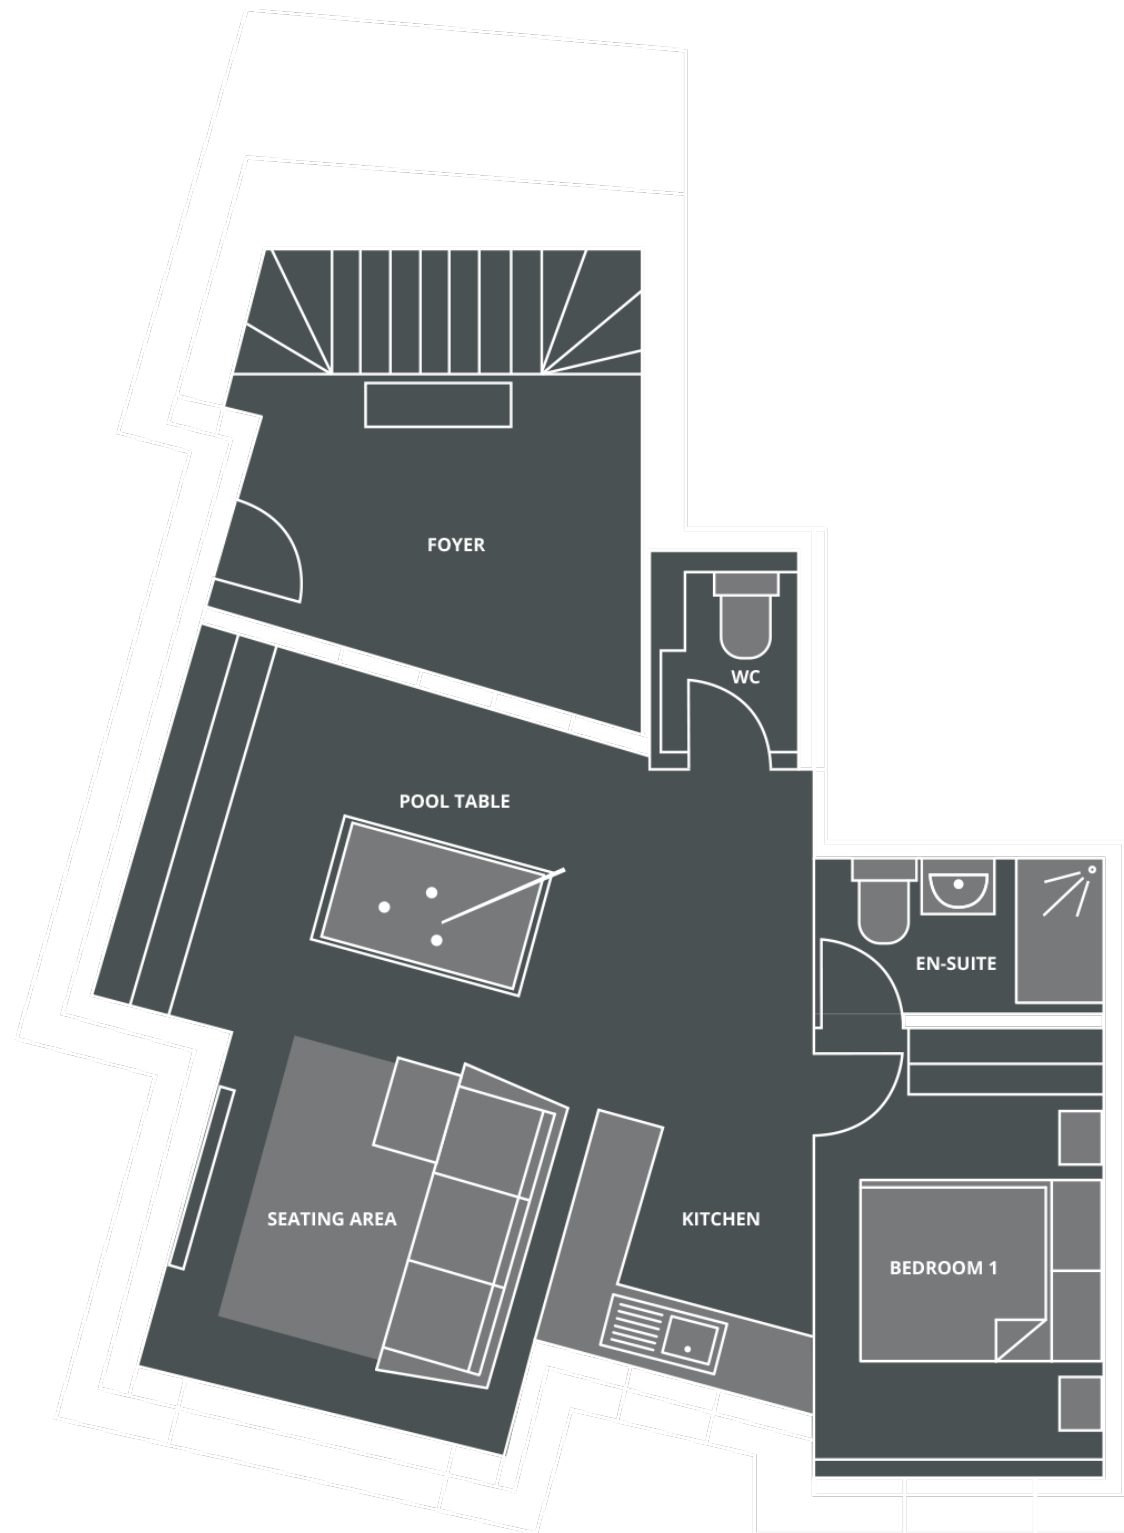 FOYER
WC
POOL TABLE
EN-SUITE
SEATING AREA
KITCHEN
BEDROOM 1